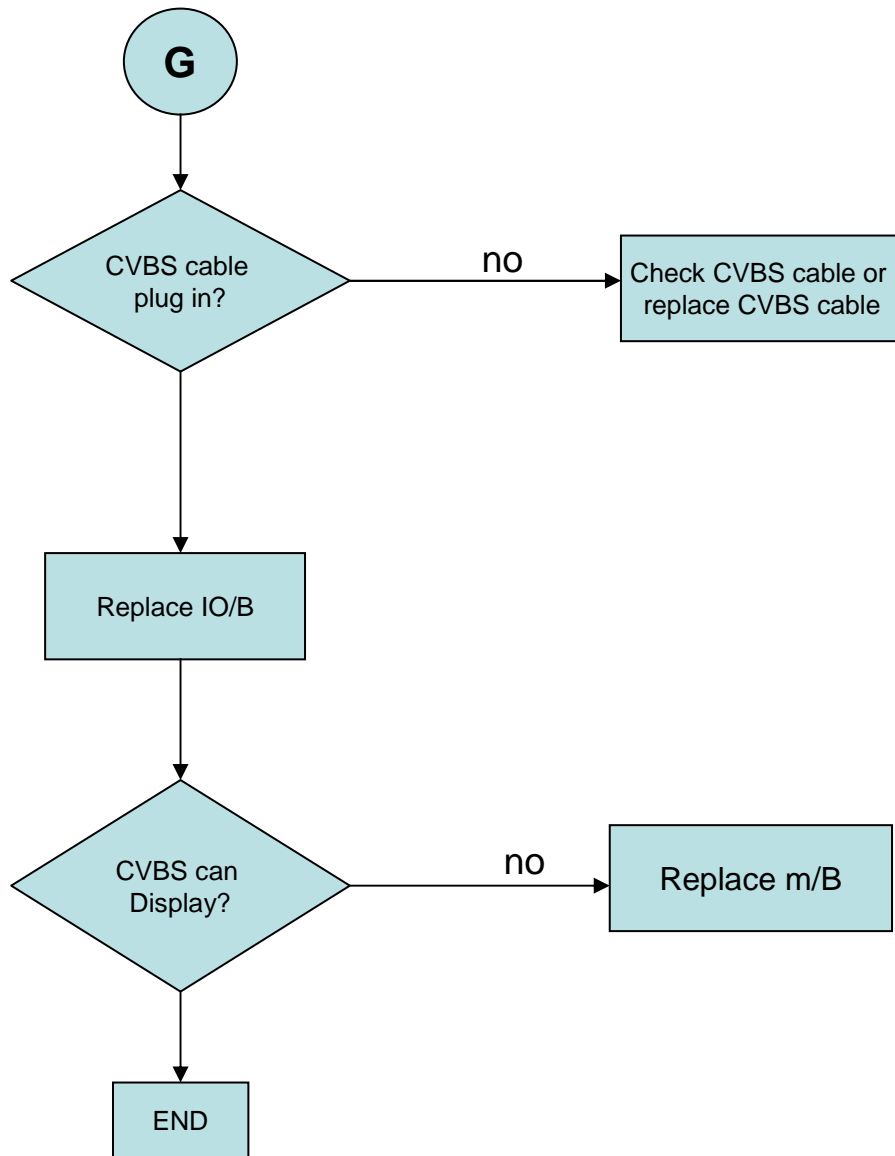 G
CVBS cable
plug in?
no
Check CVBS cable or
replace CVBS cable
Replace IO/B
CVBS can
Display?
no
Replace m/B
END